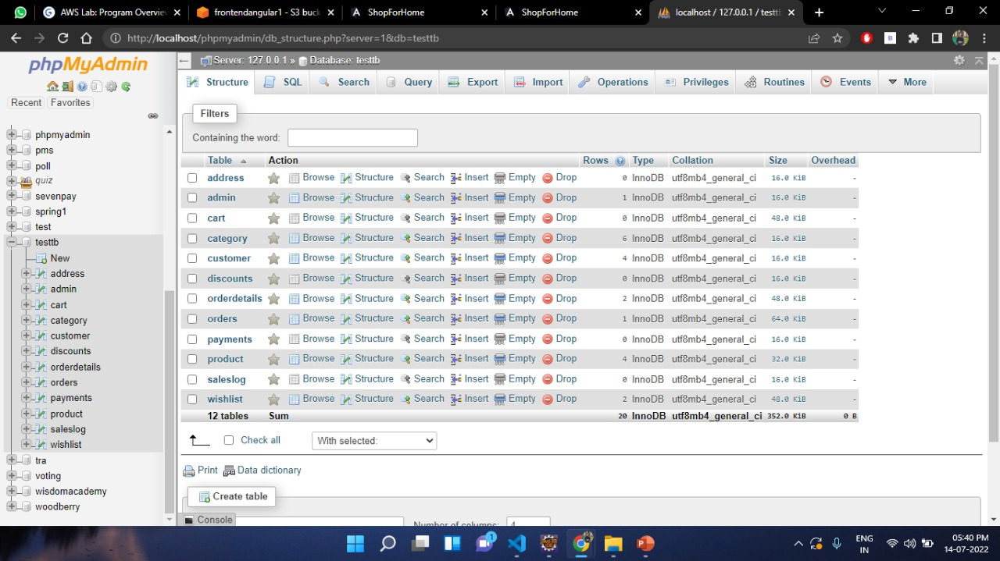 AWS Lab: Program Overview
frontendangular1 - S3 buck
ShopForHome
ShopForHome
localhost / 127.0.0.1 / testtb
http://localhost/phpmyadmin/db_structure.php?server=1&db=testtb
phpMyAdmin
Recent Favorites
phpmyadmin
pms
poll
quiz
sevenpay
spring1
test
testtb
New
address
admin
cart
category
customer
discounts
orderdetails
orders
payments
product
saleslog
wishlist
tra
voting
wisdomacademy
woodberry
Server: 127.0.0.1 » Database: testtb
Structure SQL Search Query Export Import Operations Privileges Routines Events More
Filters
Containing the word:
Table Action Rows Type Collation Size Overhead
address Browse Structure Search Insert Empty Drop 0 InnoDB utf8mb4_general_ci 16.0 KiB -
admin Browse Structure Search Insert Empty Drop 1 InnoDB utf8mb4_general_ci 16.0 KiB -
cart Browse Structure Search Insert Empty Drop 0 InnoDB utf8mb4_general_ci 48.0 KiB -
category Browse Structure Search Insert Empty Drop 6 InnoDB utf8mb4_general_ci 16.0 KiB -
customer Browse Structure Search Insert Empty Drop 4 InnoDB utf8mb4_general_ci 16.0 KiB -
discounts Browse Structure Search Insert Empty Drop 0 InnoDB utf8mb4_general_ci 16.0 KiB -
orderdetails Browse Structure Search Insert Empty Drop 2 InnoDB utf8mb4_general_ci 48.0 KiB -
orders Browse Structure Search Insert Empty Drop 1 InnoDB utf8mb4_general_ci 64.0 KiB -
payments Browse Structure Search Insert Empty Drop 0 InnoDB utf8mb4_general_ci 16.0 KiB -
product Browse Structure Search Insert Empty Drop 4 InnoDB utf8mb4_general_ci 32.0 KiB -
saleslog Browse Structure Search Insert Empty Drop 0 InnoDB utf8mb4_general_ci 16.0 KiB -
wishlist Browse Structure Search Insert Empty Drop 2 InnoDB utf8mb4_general_ci 48.0 KiB -
12 tables Sum 20 InnoDB utf8mb4_general_ci 352.0 KiB 0 B
Check all With selected:
Print Data dictionary
Create table
Console Number of columns: 4
1
ENG
IN
05:40 PM
14-07-2022